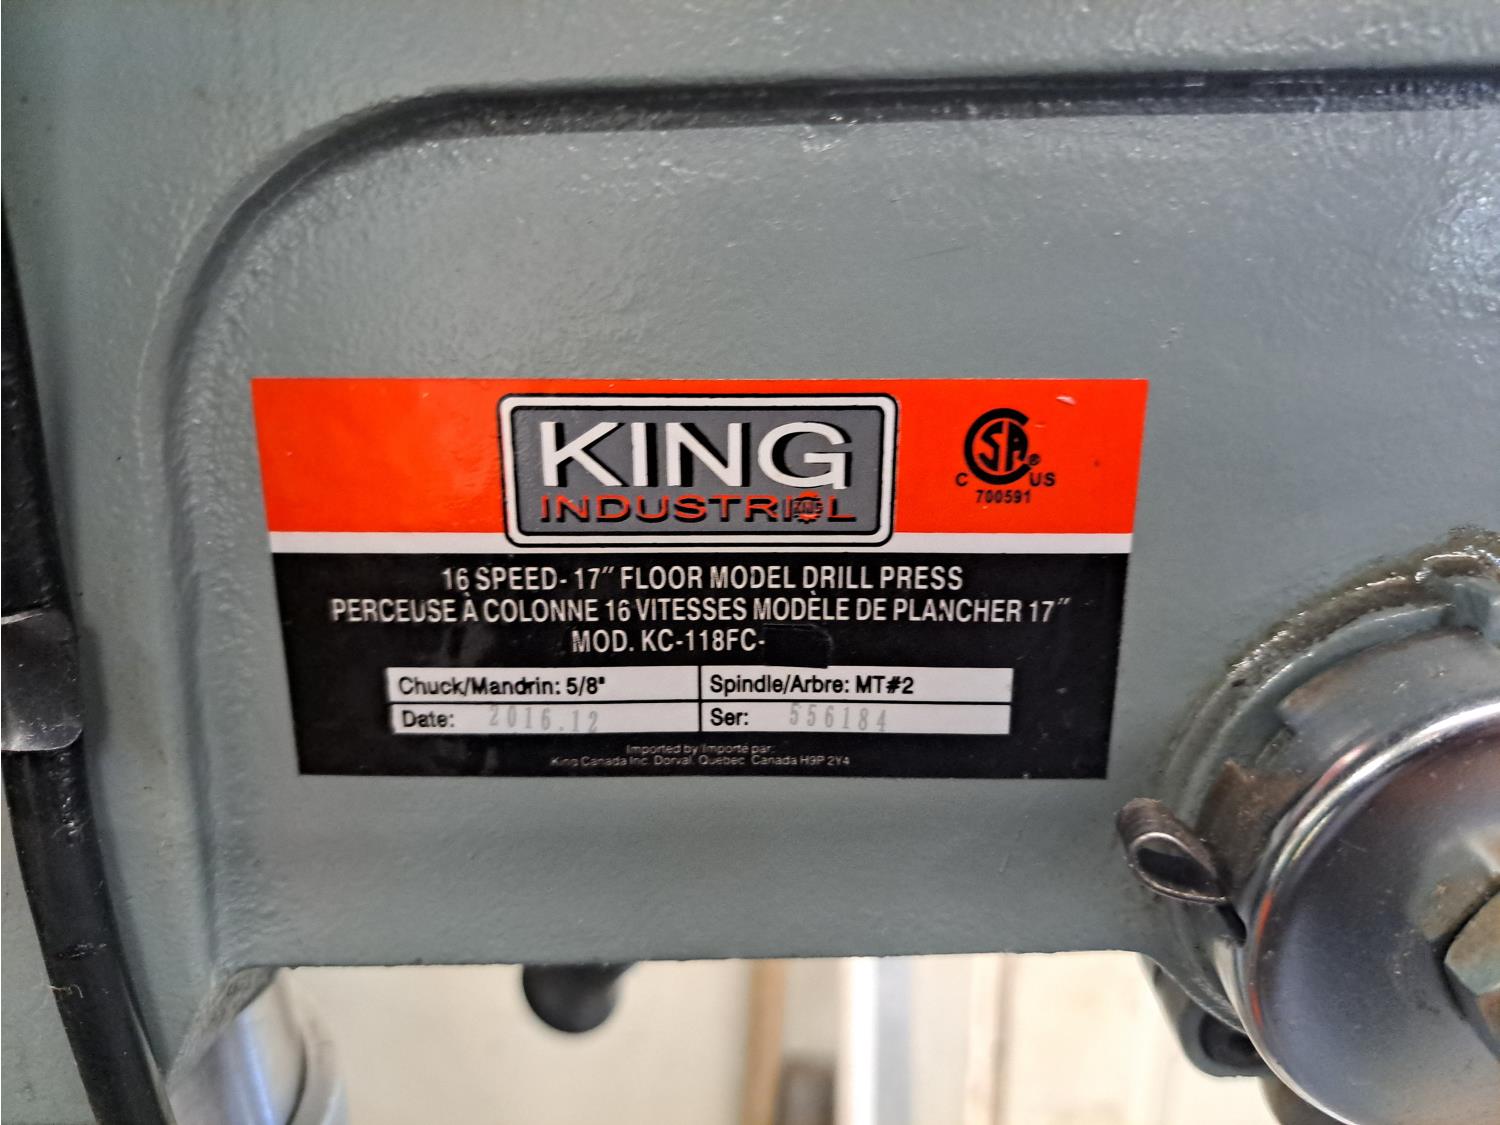 KING
INDUSTRIAL
KING
CSA®
C US
700591
16 SPEED- 17" FLOOR MODEL DRILL PRESS
PERCEUSE À COLONNE 16 VITESSES MODÈLE DE PLANCHER 17"
MOD. KC-118FC-
Chuck/Mandrin: 5/8" Spindle/Arbre: MT#2
Date: 2016.12 Ser: 556184
Imported by/Importé par:
King Canada Inc. Dorval, Quebec, Canada H9P 2Y4